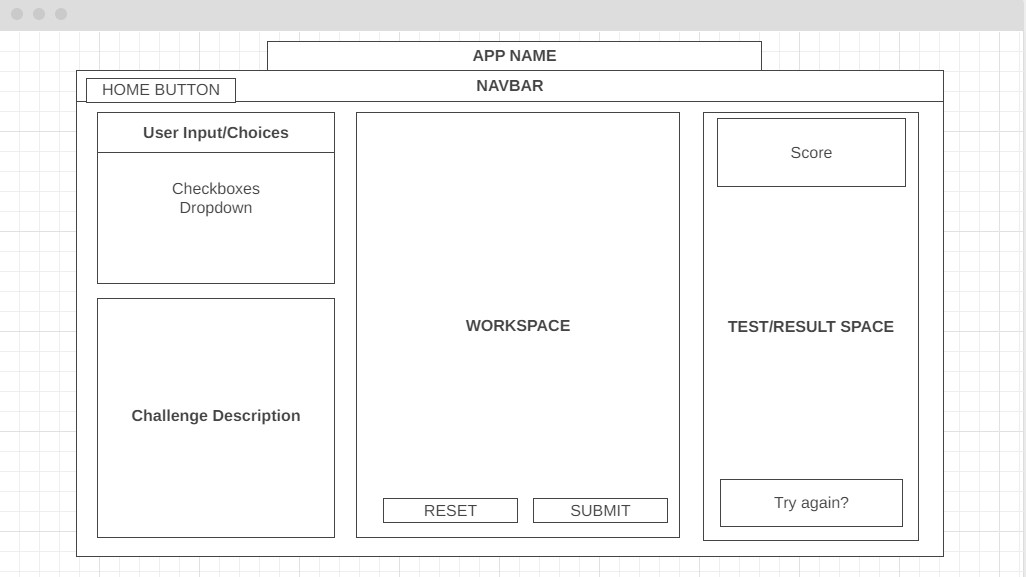 APP NAME
NAVBAR
HOME BUTTON
User Input/Choices
Checkboxes
Dropdown
Challenge Description
WORKSPACE
RESET
SUBMIT
Score
TEST/RESULT SPACE
Try again?